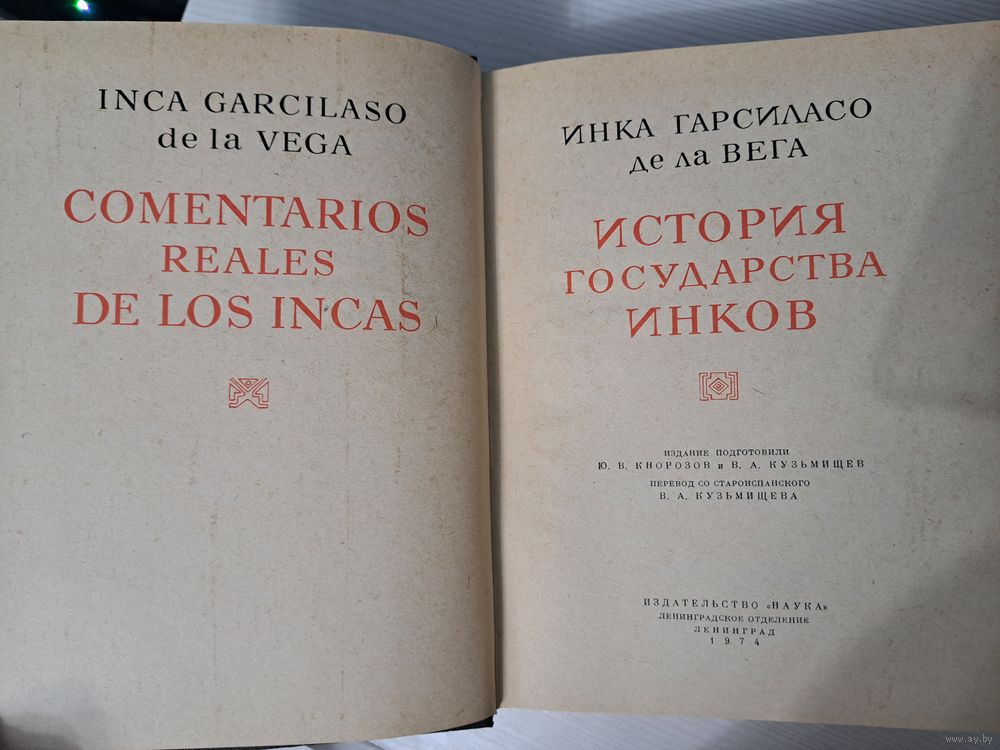 INCA GARCILASO
de la VEGA
COMENTARIOS
REALES
DE LOS INCAS
ИНКА ГАРСИЛАСО
де ла ВЕГА
ИСТОРИЯ
ГОСУДАРСТВА
ИНКОВ
ИЗДАНИЕ ПОДГОТОВИЛИ
Ю. В. КНОРОЗОВ и В. А. КУЗЬМИЩЕВ
ПЕРЕВОД СО СТАРОИСПАНСКОГО
В. А. КУЗЬМИЩЕВА
ИЗДАТЕЛЬСТВО «НАУКА»
ЛЕНИНГРАДСКОЕ ОТДЕЛЕНИЕ
ЛЕНИНГРАД
1974
www.ay.by